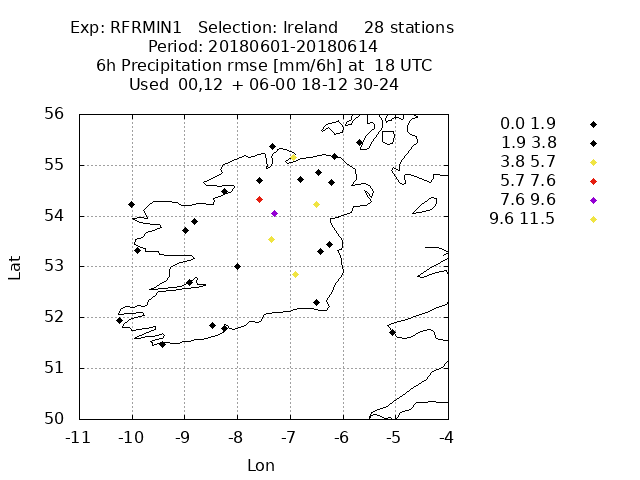 Exp: RFRMIN1   Selection: Ireland     28 stations
Period: 20180601-20180614
6h Precipitation rmse [mm/6h] at  18 UTC
Used  00,12  + 06-00 18-12 30-24
0.0 1.9
1.9 3.8
3.8 5.7
5.7 7.6
7.6 9.6
9.6 11.5
56
55
54
53
52
51
50
Lat
-11 -10 -9 -8 -7 -6 -5 -4
Lon